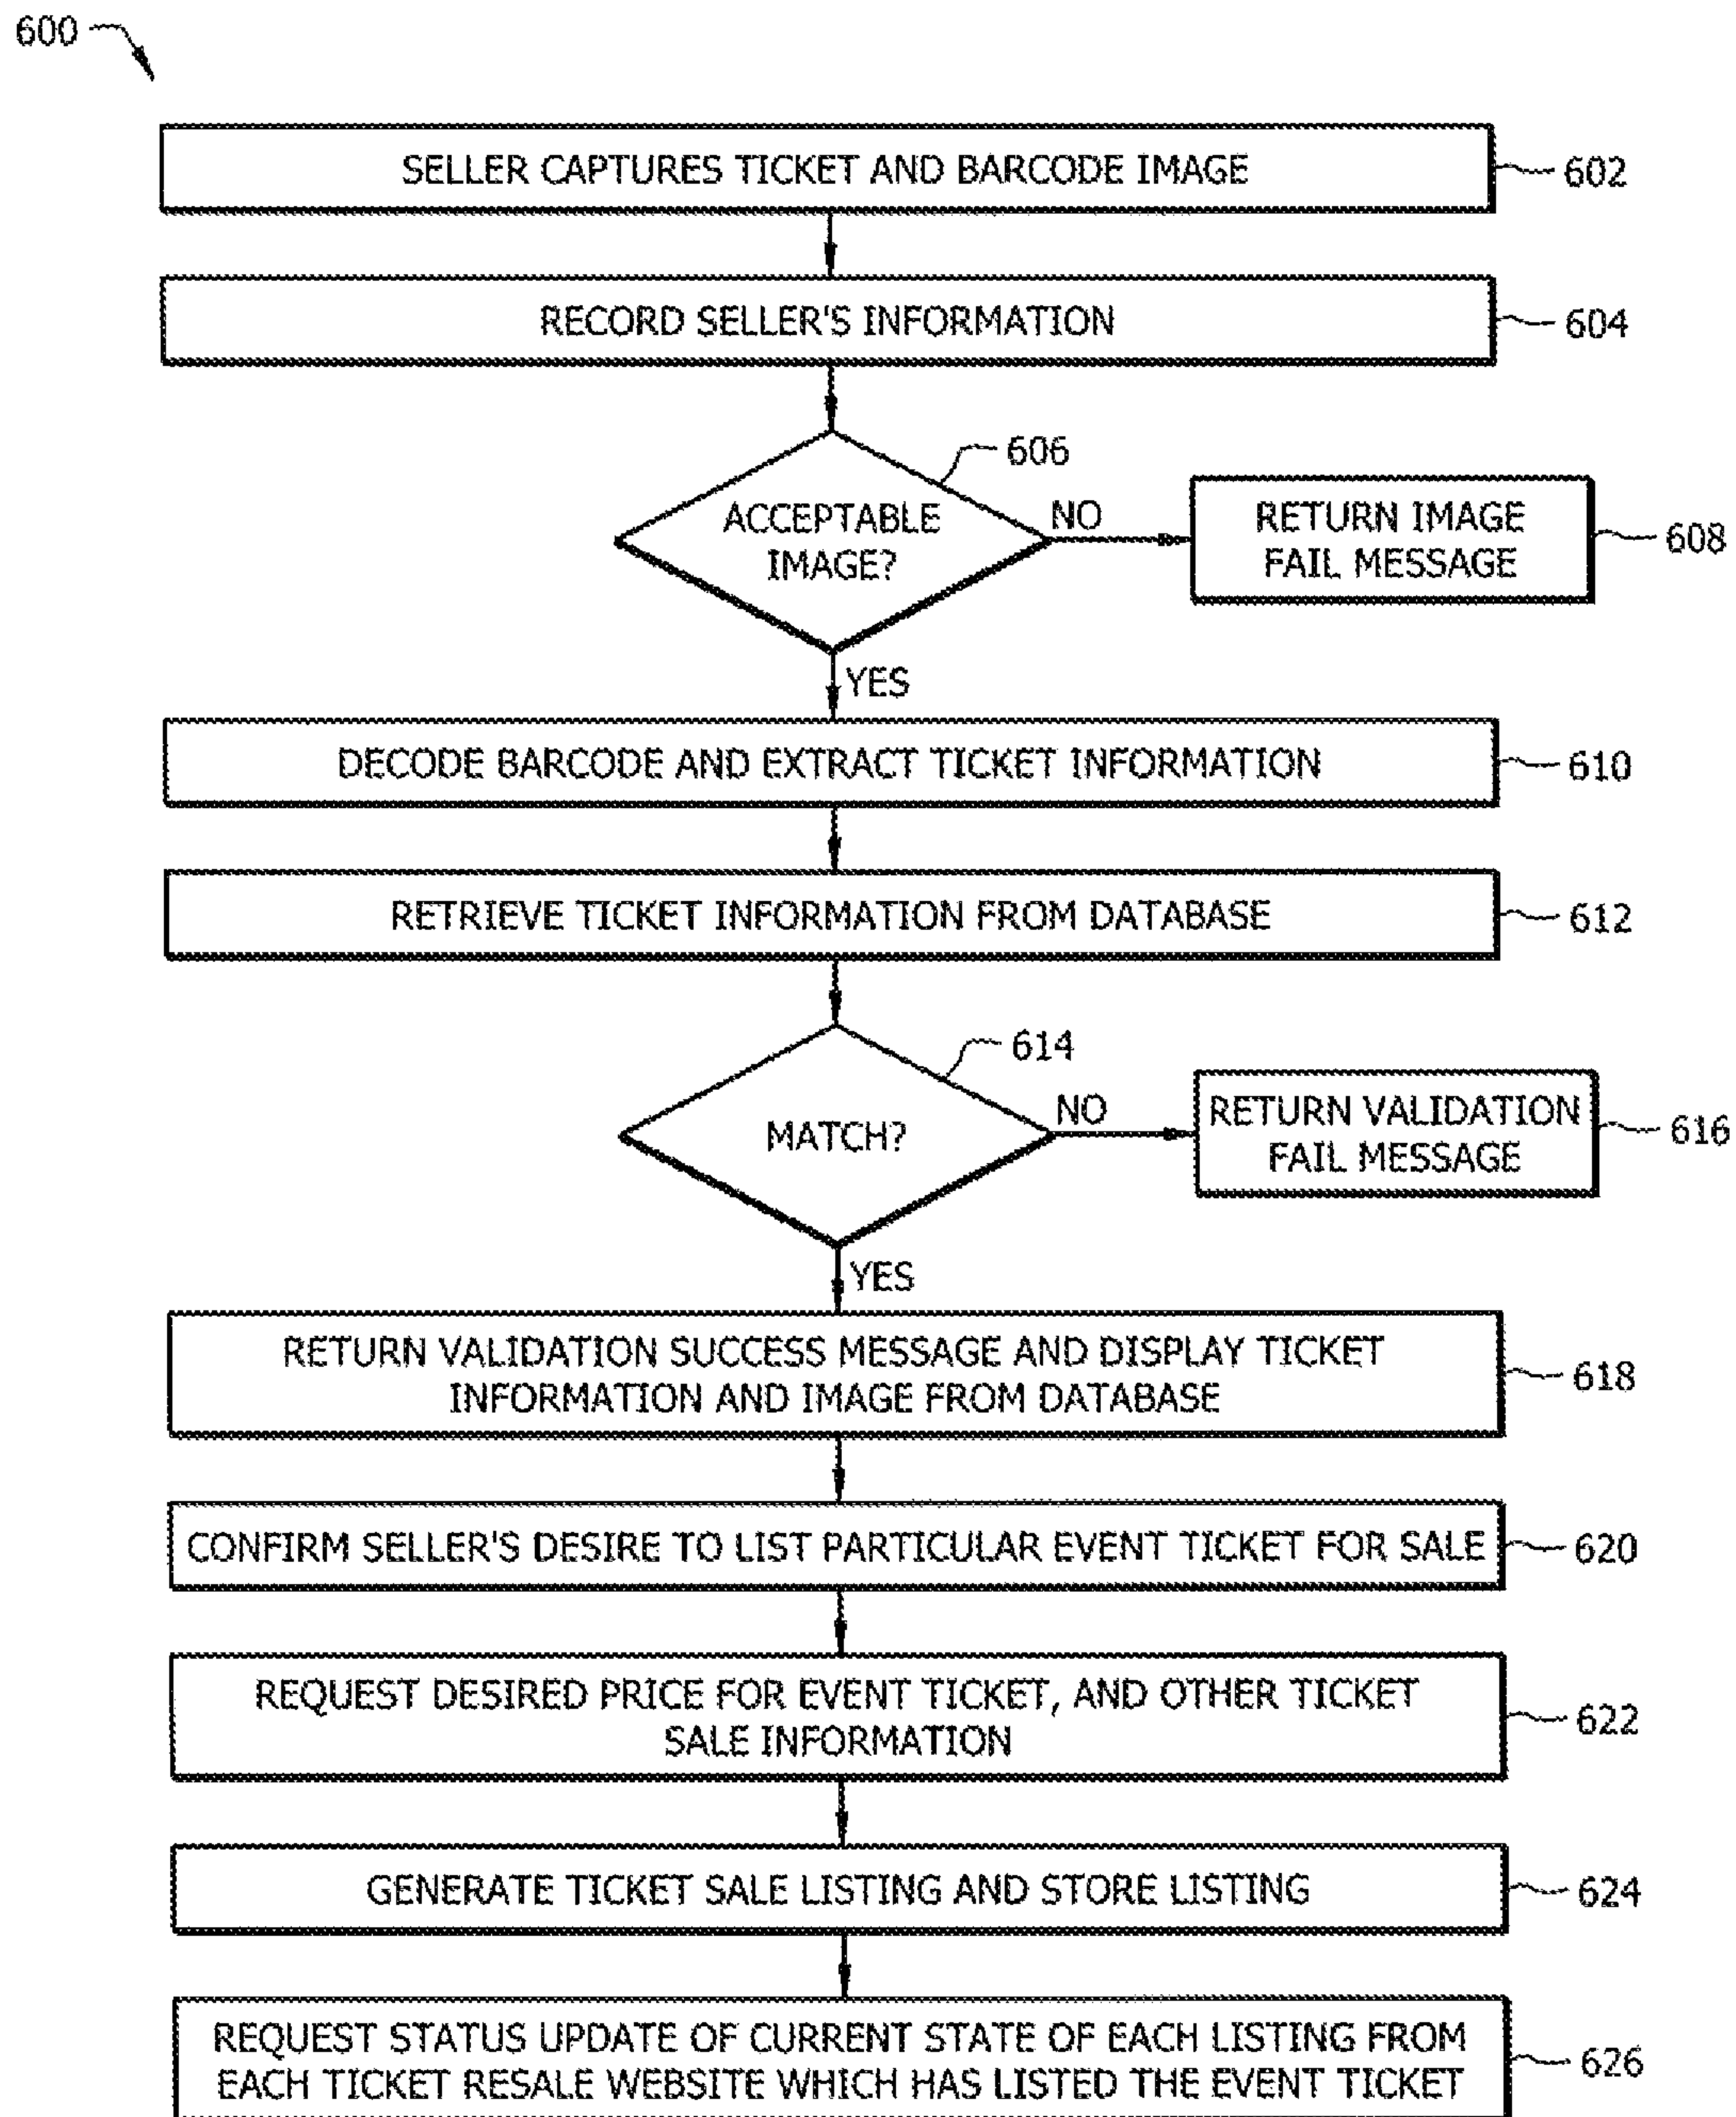 600
SELLER CAPTURES TICKET AND BARCODE IMAGE
602
RECORD SELLER'S INFORMATION
604
606
ACCEPTABLE
IMAGE?
NO
RETURN IMAGE
FAIL MESSAGE
608
YES
DECODE BARCODE AND EXTRACT TICKET INFORMATION
610
RETRIEVE TICKET INFORMATION FROM DATABASE
612
614
MATCH?
NO
RETURN VALIDATION
FAIL MESSAGE
616
YES
RETURN VALIDATION SUCCESS MESSAGE AND DISPLAY TICKET
INFORMATION AND IMAGE FROM DATABASE
618
CONFIRM SELLER'S DESIRE TO LIST PARTICULAR EVENT TICKET FOR SALE
620
REQUEST DESIRED PRICE FOR EVENT TICKET, AND OTHER TICKET
SALE INFORMATION
622
GENERATE TICKET SALE LISTING AND STORE LISTING
624
REQUEST STATUS UPDATE OF CURRENT STATE OF EACH LISTING FROM
EACH TICKET RESALE WEBSITE WHICH HAS LISTED THE EVENT TICKET
626